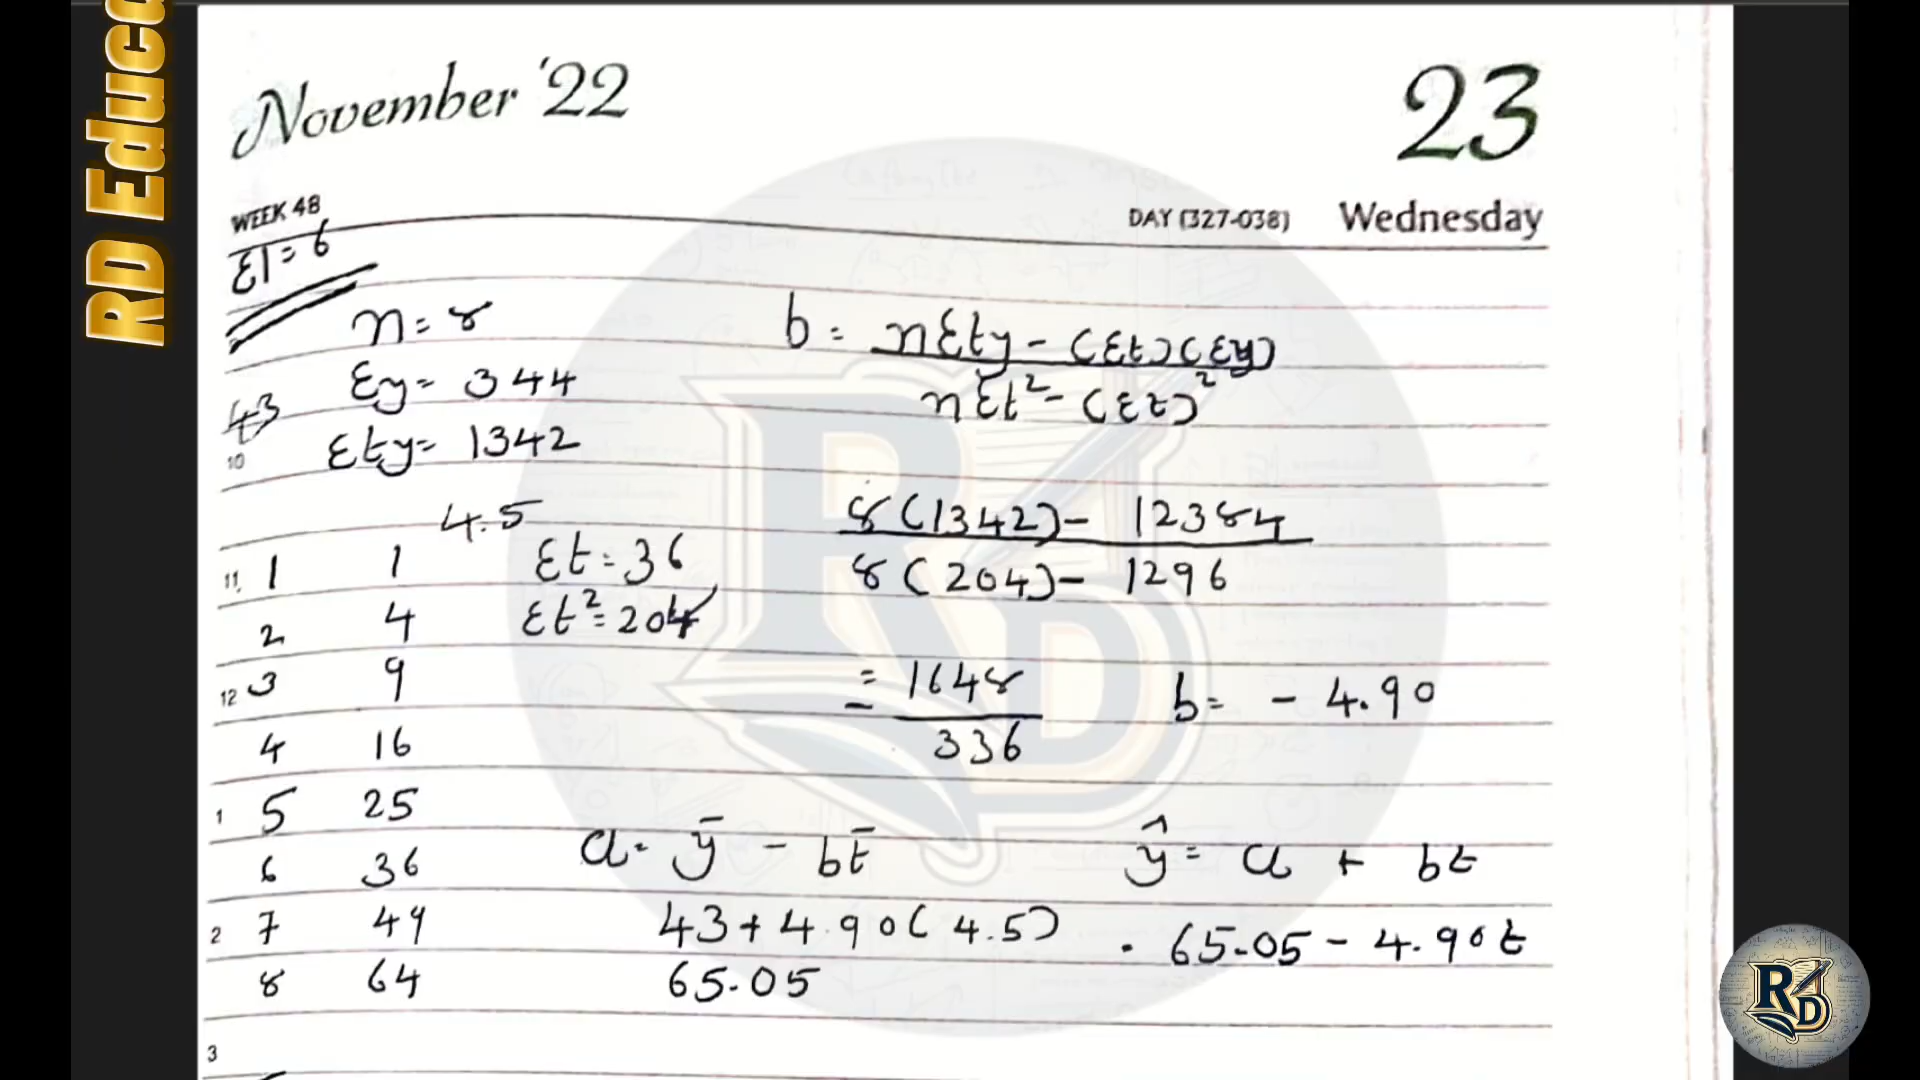 RD Educa
November '22
23
WEEK 48
DAY (327-038) Wednesday
Σ1 = 6
n = 8
b = nΣty - (Σt)(Σy)
nΣt² - (Σt)²
Σy = 344
43
Σty = 1342
10
4.5
8(1342) - 12384
8(204) - 1296
11 1 1 Σt = 36
2 4 Σt² = 204
12 3 9
= 1648
336
b = - 4.90
4 16
1 5 25
a = ȳ - bt̄
ŷ = a + bt
6 36
2 7 49 43 + 4.90(4.5)
. 65.05 - 4.90t
8 64 65.05
3
RD